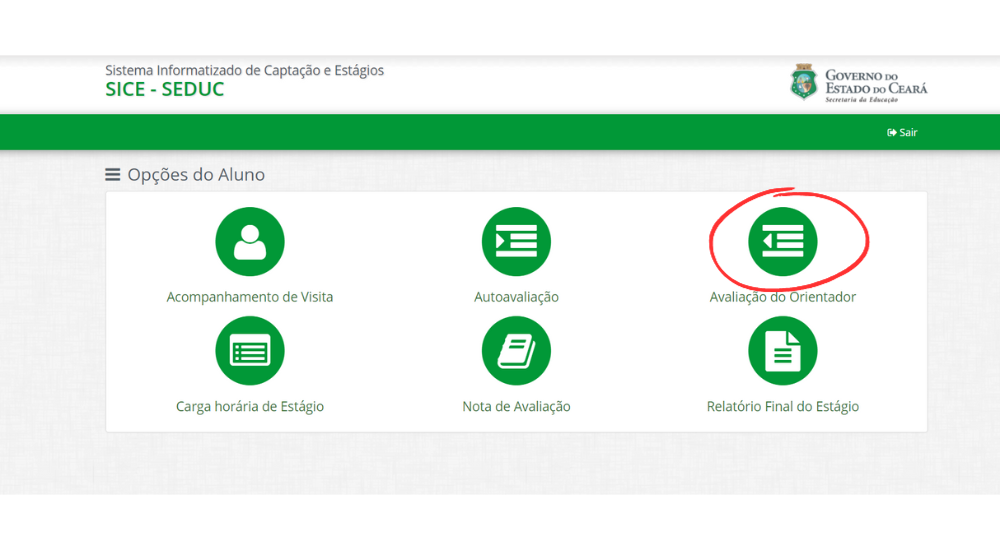 Sistema Informatizado de Captação e Estágios
SICE - SEDUC
GOVERNO DO
ESTADO DO CEARÁ
Secretaria da Educação
Sair
Opções do Aluno
Acompanhamento de Visita
Autoavaliação
Avaliação do Orientador
Carga horária de Estágio
Nota de Avaliação
Relatório Final do Estágio